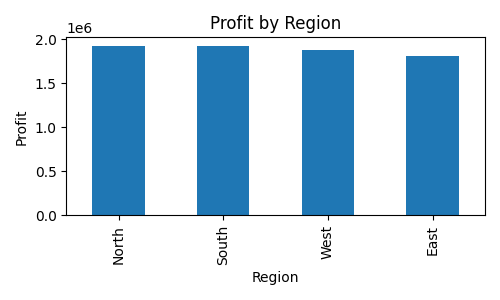 Profit by Region
1e6
2.0
1.5
1.0
0.5
0.0
Profit
North
South
West
East
Region